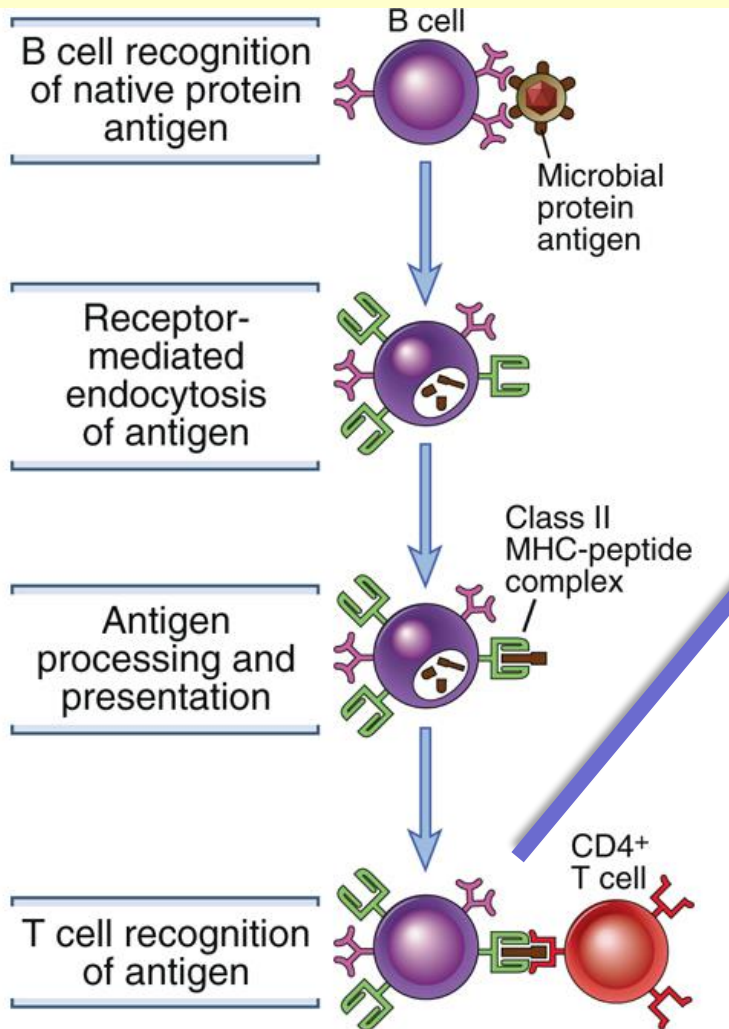 B cell
B cell recognition
of native protein
antigen
Microbial
protein
antigen
Receptor-
mediated
endocytosis
of antigen
Class II
MHC-peptide
complex
Antigen
processing and
presentation
CD4+
T cell
T cell recognition
of antigen